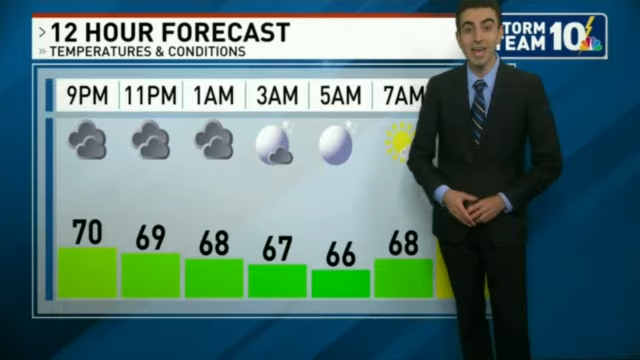 > 12 HOUR FORECAST
» TEMPERATURES & CONDITIONS
TORM
TEAM 10
9PM 11PM 1AM 3AM 5AM 7AM
70 69 68 67 66 68